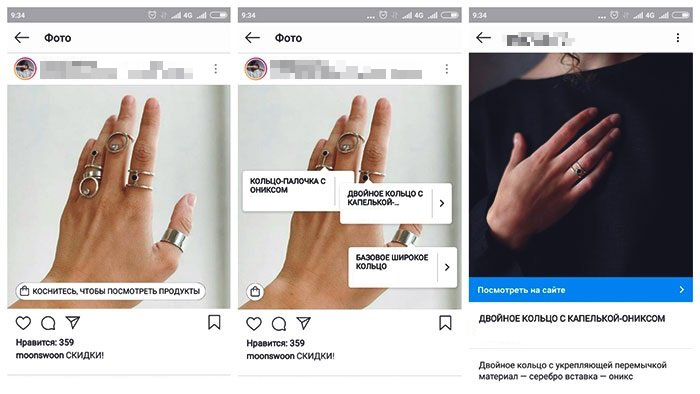 9:34
4G
Фото
КОСНИТЕСЬ, ЧТОБЫ ПОСМОТРЕТЬ ПРОДУКТЫ
Нравится: 359
moonswoon СКИДКИ!
9:34
4G
Фото
КОЛЬЦО-ПАЛОЧКА С
ОНИКСОМ
ДВОЙНОЕ КОЛЬЦО С
КАПЕЛЬКОЙ-...
БАЗОВОЕ ШИРОКОЕ
КОЛЬЦО
Нравится: 359
moonswoon СКИДКИ!
9:34
4G
Посмотреть на сайте
ДВОЙНОЕ КОЛЬЦО С КАПЕЛЬКОЙ-ОНИКСОМ
Двойное кольцо с укрепляющей перемычкой
материал — серебро вставка — оникс